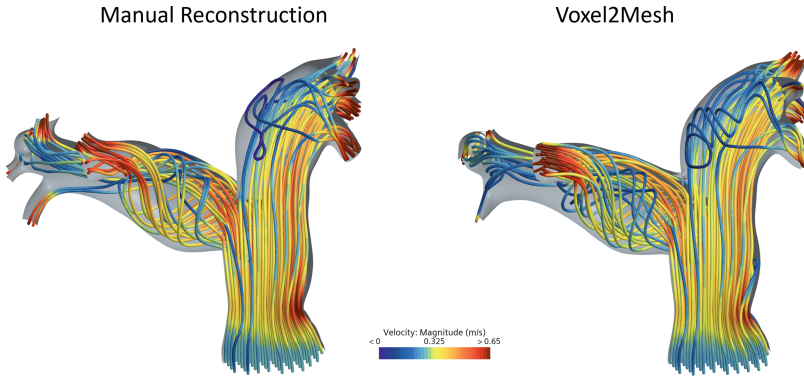 Manual Reconstruction
Voxel2Mesh
Velocity: Magnitude (m/s)
< 0 0.325 > 0.65